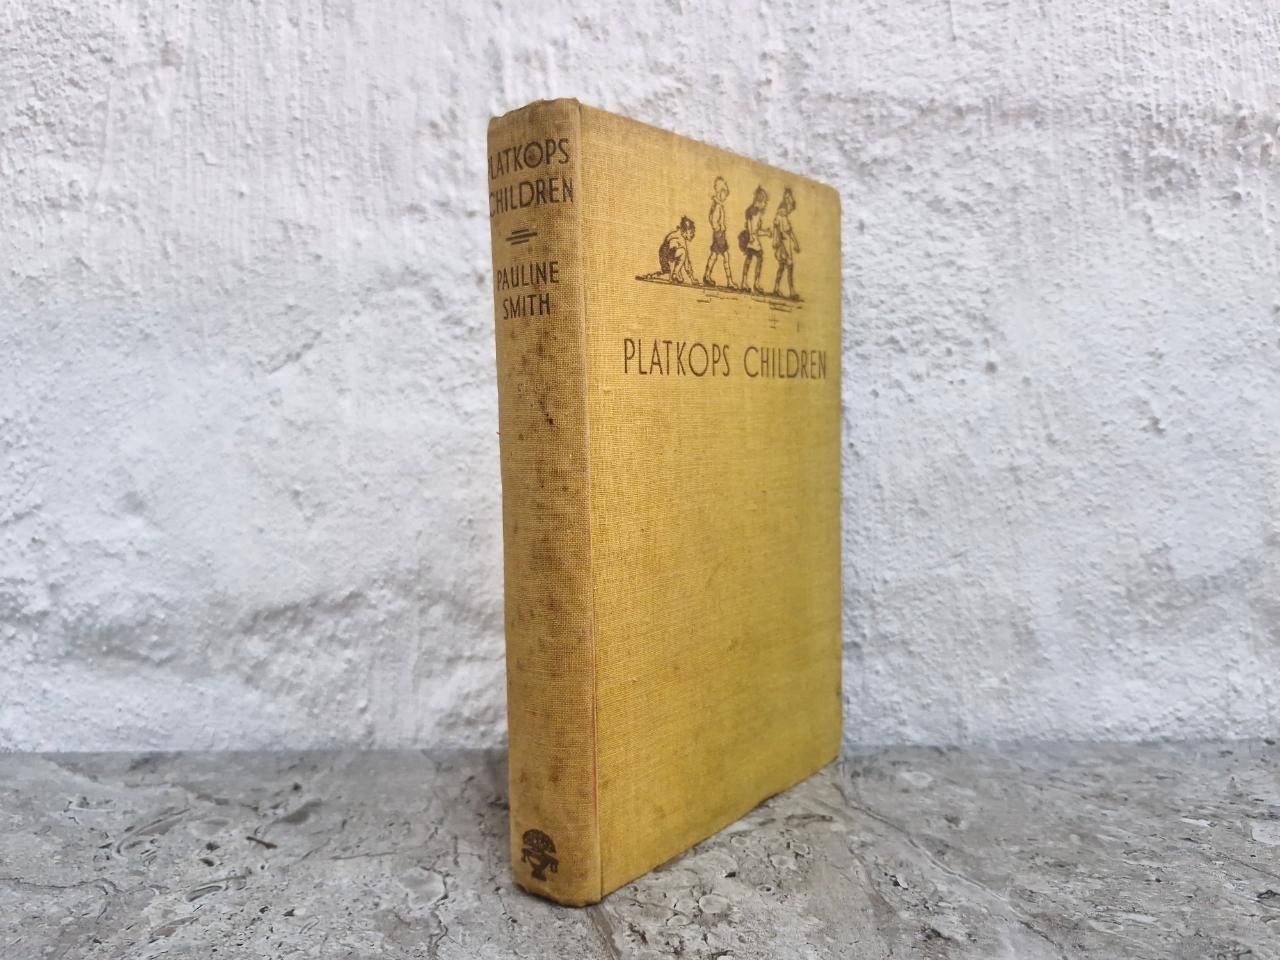 PLATKOPS
CHILDREN
PAULINE
SMITH
PLATKOPS CHILDREN